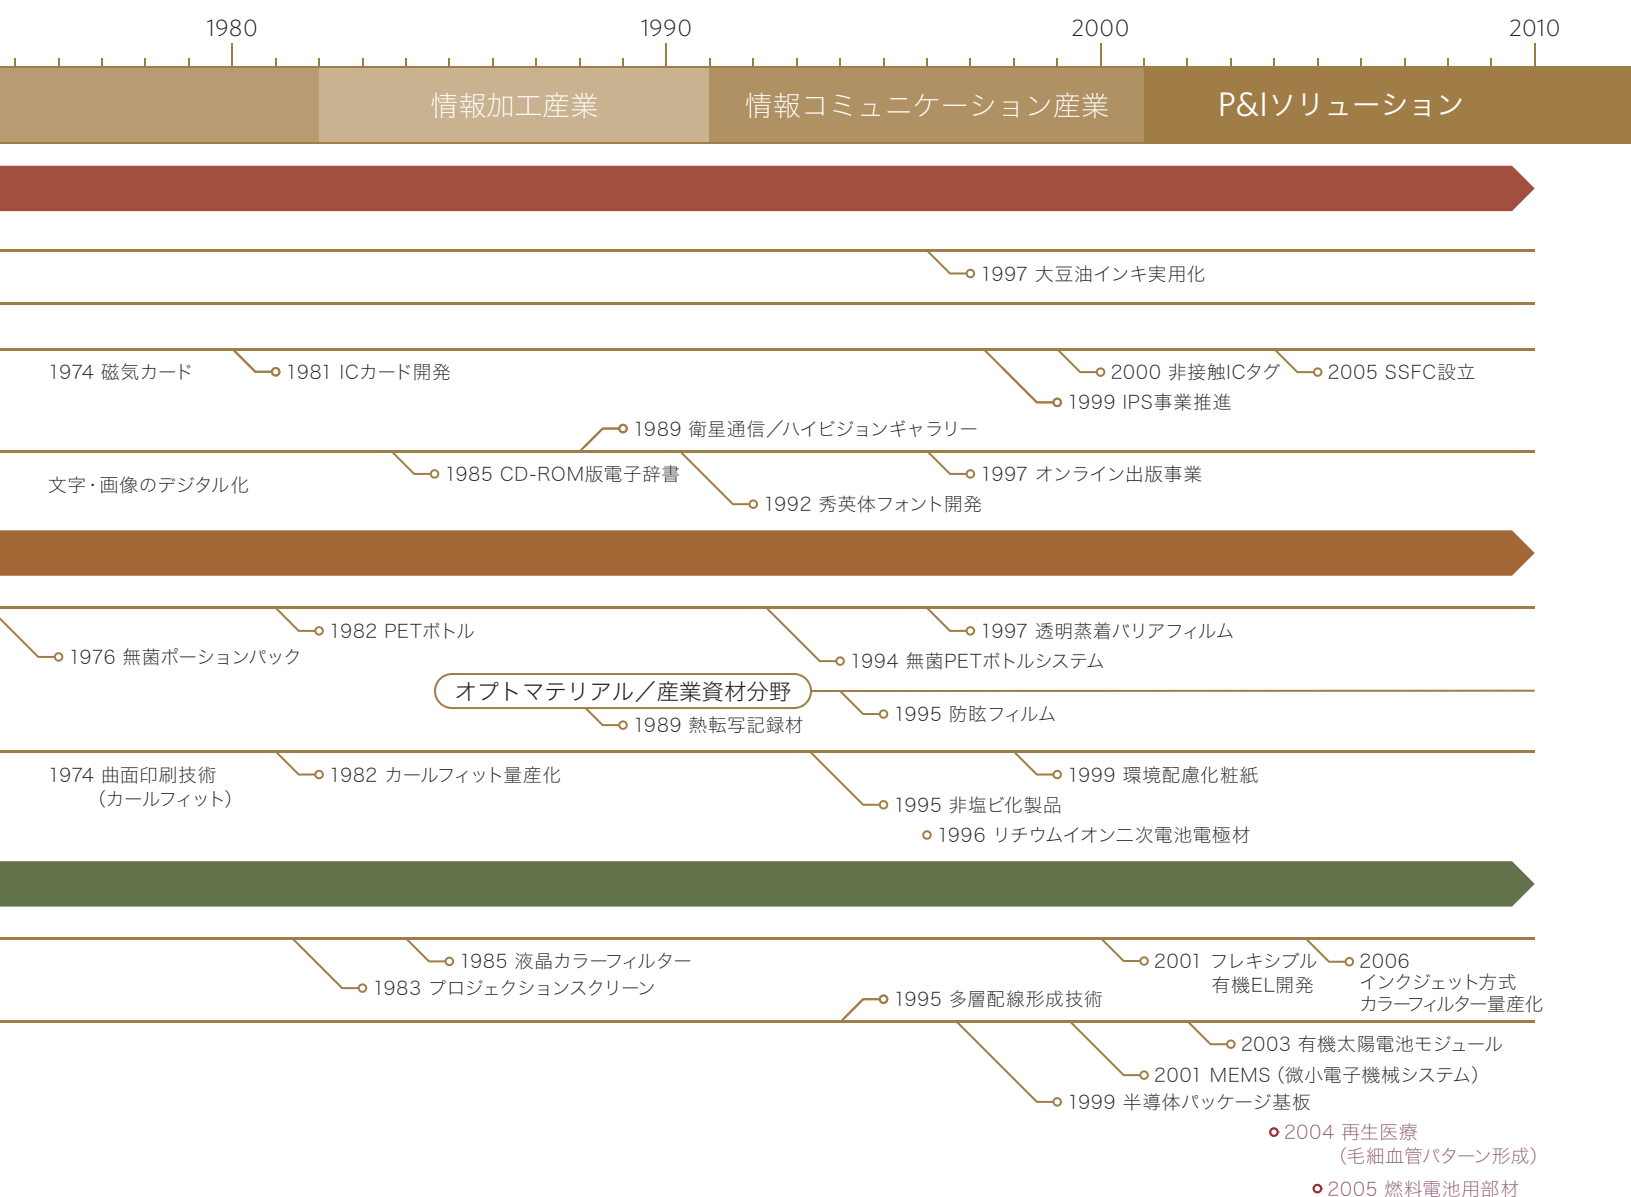 1980
1990
2000
2010
情報加工産業
情報コミュニケーション産業
P&Iソリューション
1997 大豆油インキ実用化
1974 磁気カード
1981 ICカード開発
2000 非接触ICタグ
2005 SSFC設立
1999 IPS事業推進
1989 衛星通信／ハイビジョンギャラリー
文字・画像のデジタル化
1985 CD-ROM版電子辞書
1997 オンライン出版事業
1992 秀英体フォント開発
1982 PETボトル
1997 透明蒸着バリアフィルム
1976 無菌ポーションパック
1994 無菌PETボトルシステム
オプトマテリアル／産業資材分野
1995 防眩フィルム
1989 熱転写記録材
1974 曲面印刷技術
（カールフィット）
1982 カールフィット量産化
1999 環境配慮化粧紙
1995 非塩ビ化製品
1996 リチウムイオン二次電池電極材
1985 液晶カラーフィルター
1983 プロジェクションスクリーン
2001 フレキシブル
有機EL開発
2006
インクジェット方式
カラーフィルター量産化
1995 多層配線形成技術
2003 有機太陽電池モジュール
2001 MEMS（微小電子機械システム）
1999 半導体パッケージ基板
2004 再生医療
（毛細血管パターン形成）
2005 燃料電池用部材